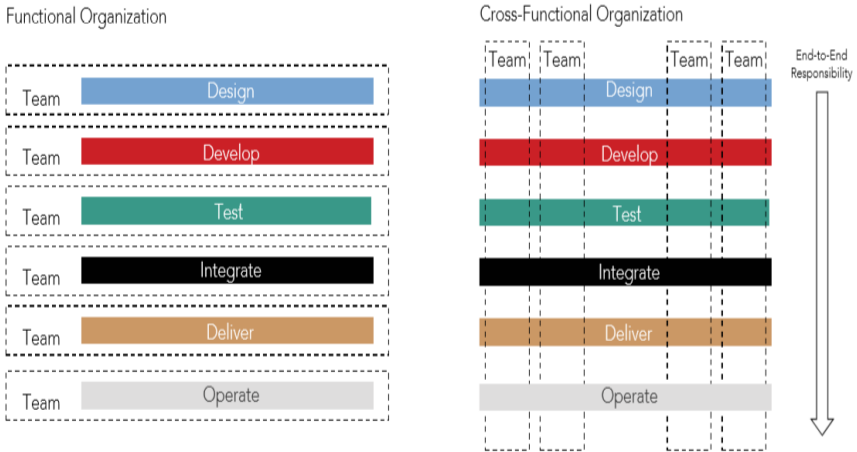 Functional Organization
Team
Design
Team
Develop
Team
Test
Team
Integrate
Team
Deliver
Team
Operate
Cross-Functional Organization
Team Team Team Team
Design
Develop
Test
Integrate
Deliver
Operate
End-to-End
Responsibility